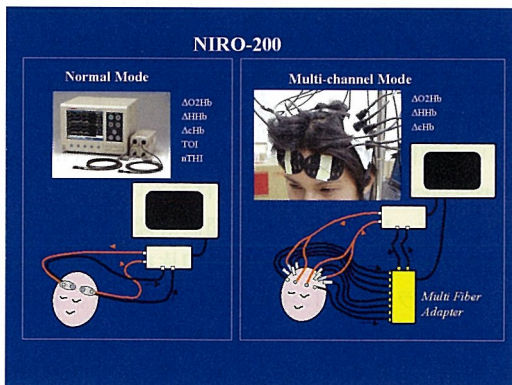 NIRO-200
Normal Mode
ΔO2Hb
ΔHHb
ΔcHb
TOI
nTHI
Multi-channel Mode
ΔO2Hb
ΔHHb
ΔcHb
Multi Fiber
Adapter